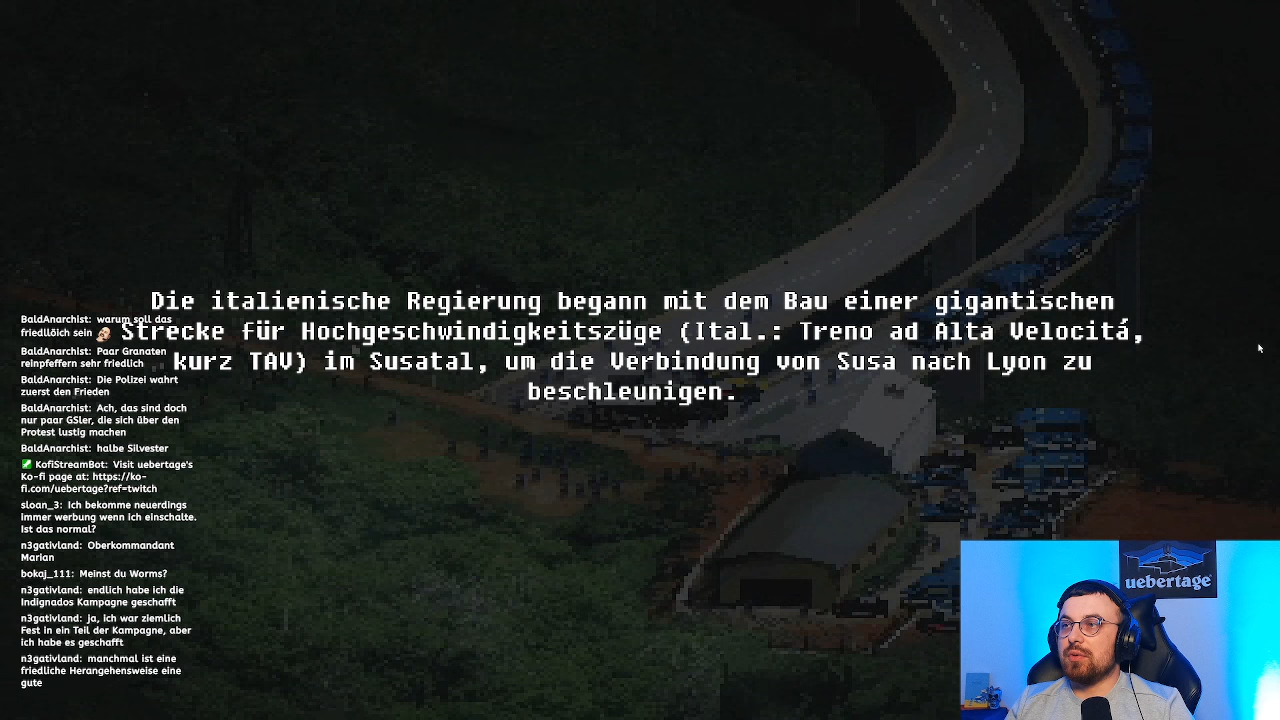 Die italienische Regierung begann mit dem Bau einer gigantischen
Strecke für Hochgeschwindigkeitszüge (Ital.: Treno ad Alta Velocitá,
kurz TAV) im Susatal, um die Verbindung von Susa nach Lyon zu
beschleunigen.
BaldAnarchist: warum soll das
friedlöich sein
BaldAnarchist: Paar Granaten
reinpfeffern sehr friedlich
BaldAnarchist: Die Polizei wahrt
zuerst den Frieden
BaldAnarchist: Ach, das sind doch
nur paar GSler, die sich über den
Protest lustig machen
BaldAnarchist: halbe Silvester
KofiStreamBot: Visit uebertage's
Ko-fi page at: https://ko-
fi.com/uebertage?ref=twitch
sloan_3: Ich bekomme neuerdings
immer werbung wenn ich einschalte.
Ist das normal?
n3gativland: Oberkommandant
Marian
bokaj_111: Meinst du Worms?
n3gativland: endlich habe ich die
Indignados Kampagne geschafft
n3gativland: ja, ich war ziemlich
Fest in ein Teil der Kampagne, aber
ich habe es geschafft
n3gativland: manchmal ist eine
friedliche Herangehensweise eine
gute
uebertage